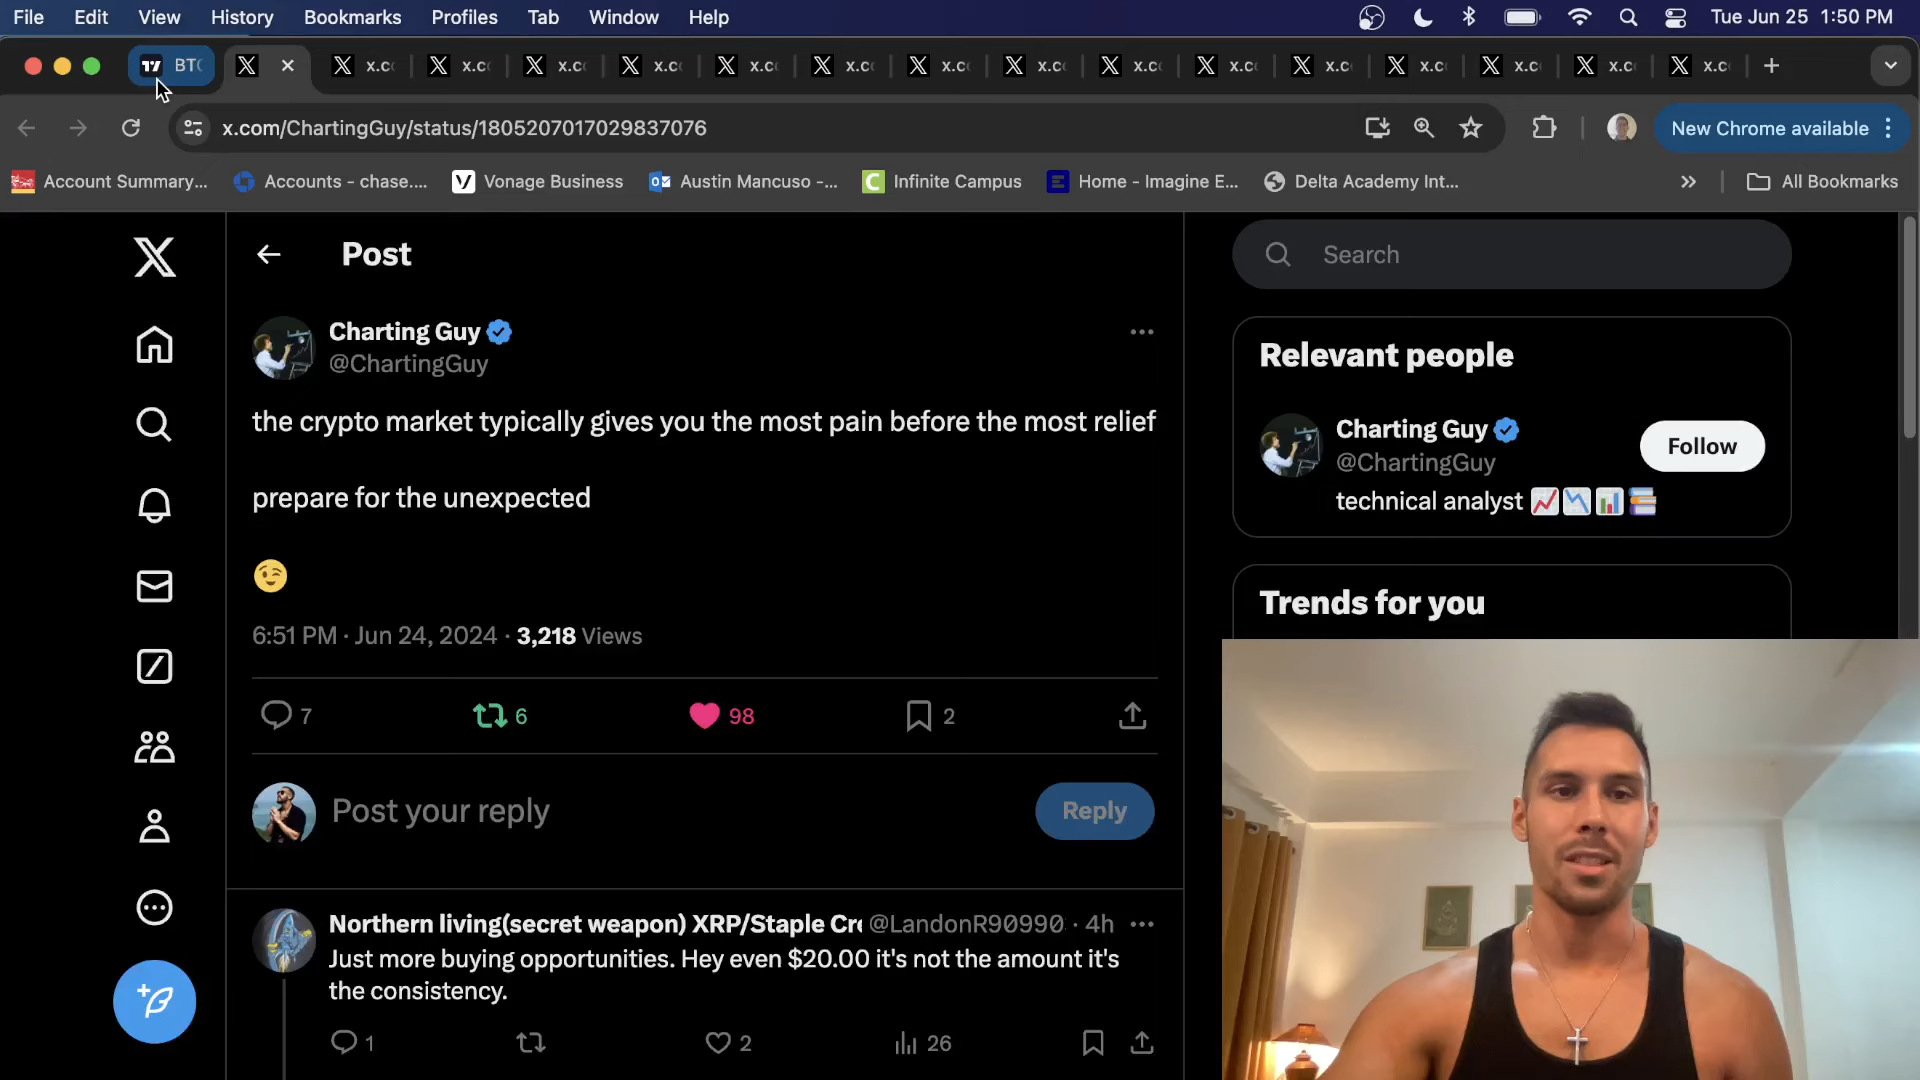 File Edit View History Bookmarks Profiles Tab Window Help Tue Jun 25 1:50 PM
BTC x.c x.c x.c x.c x.c x.c x.c x.c x.c x.c x.c x.c x.c x.c x.c
x.com/ChartingGuy/status/1805207017029837076 New Chrome available
Account Summary... Accounts - chase.... Vonage Business Austin Mancuso -... Infinite Campus Home - Imagine E... Delta Academy Int... All Bookmarks
Post
Search
Charting Guy
@ChartingGuy
the crypto market typically gives you the most pain before the most relief
prepare for the unexpected
😉
6:51 PM · Jun 24, 2024 · 3,218 Views
7 6 98 2
Post your reply Reply
Northern living(secret weapon) XRP/Staple Cre @LandonR90990 · 4h
Just more buying opportunities. Hey even $20.00 it's not the amount it's
the consistency.
1 2 26
Relevant people
Charting Guy
@ChartingGuy
Follow
technical analyst 📈📉📊📚
Trends for you